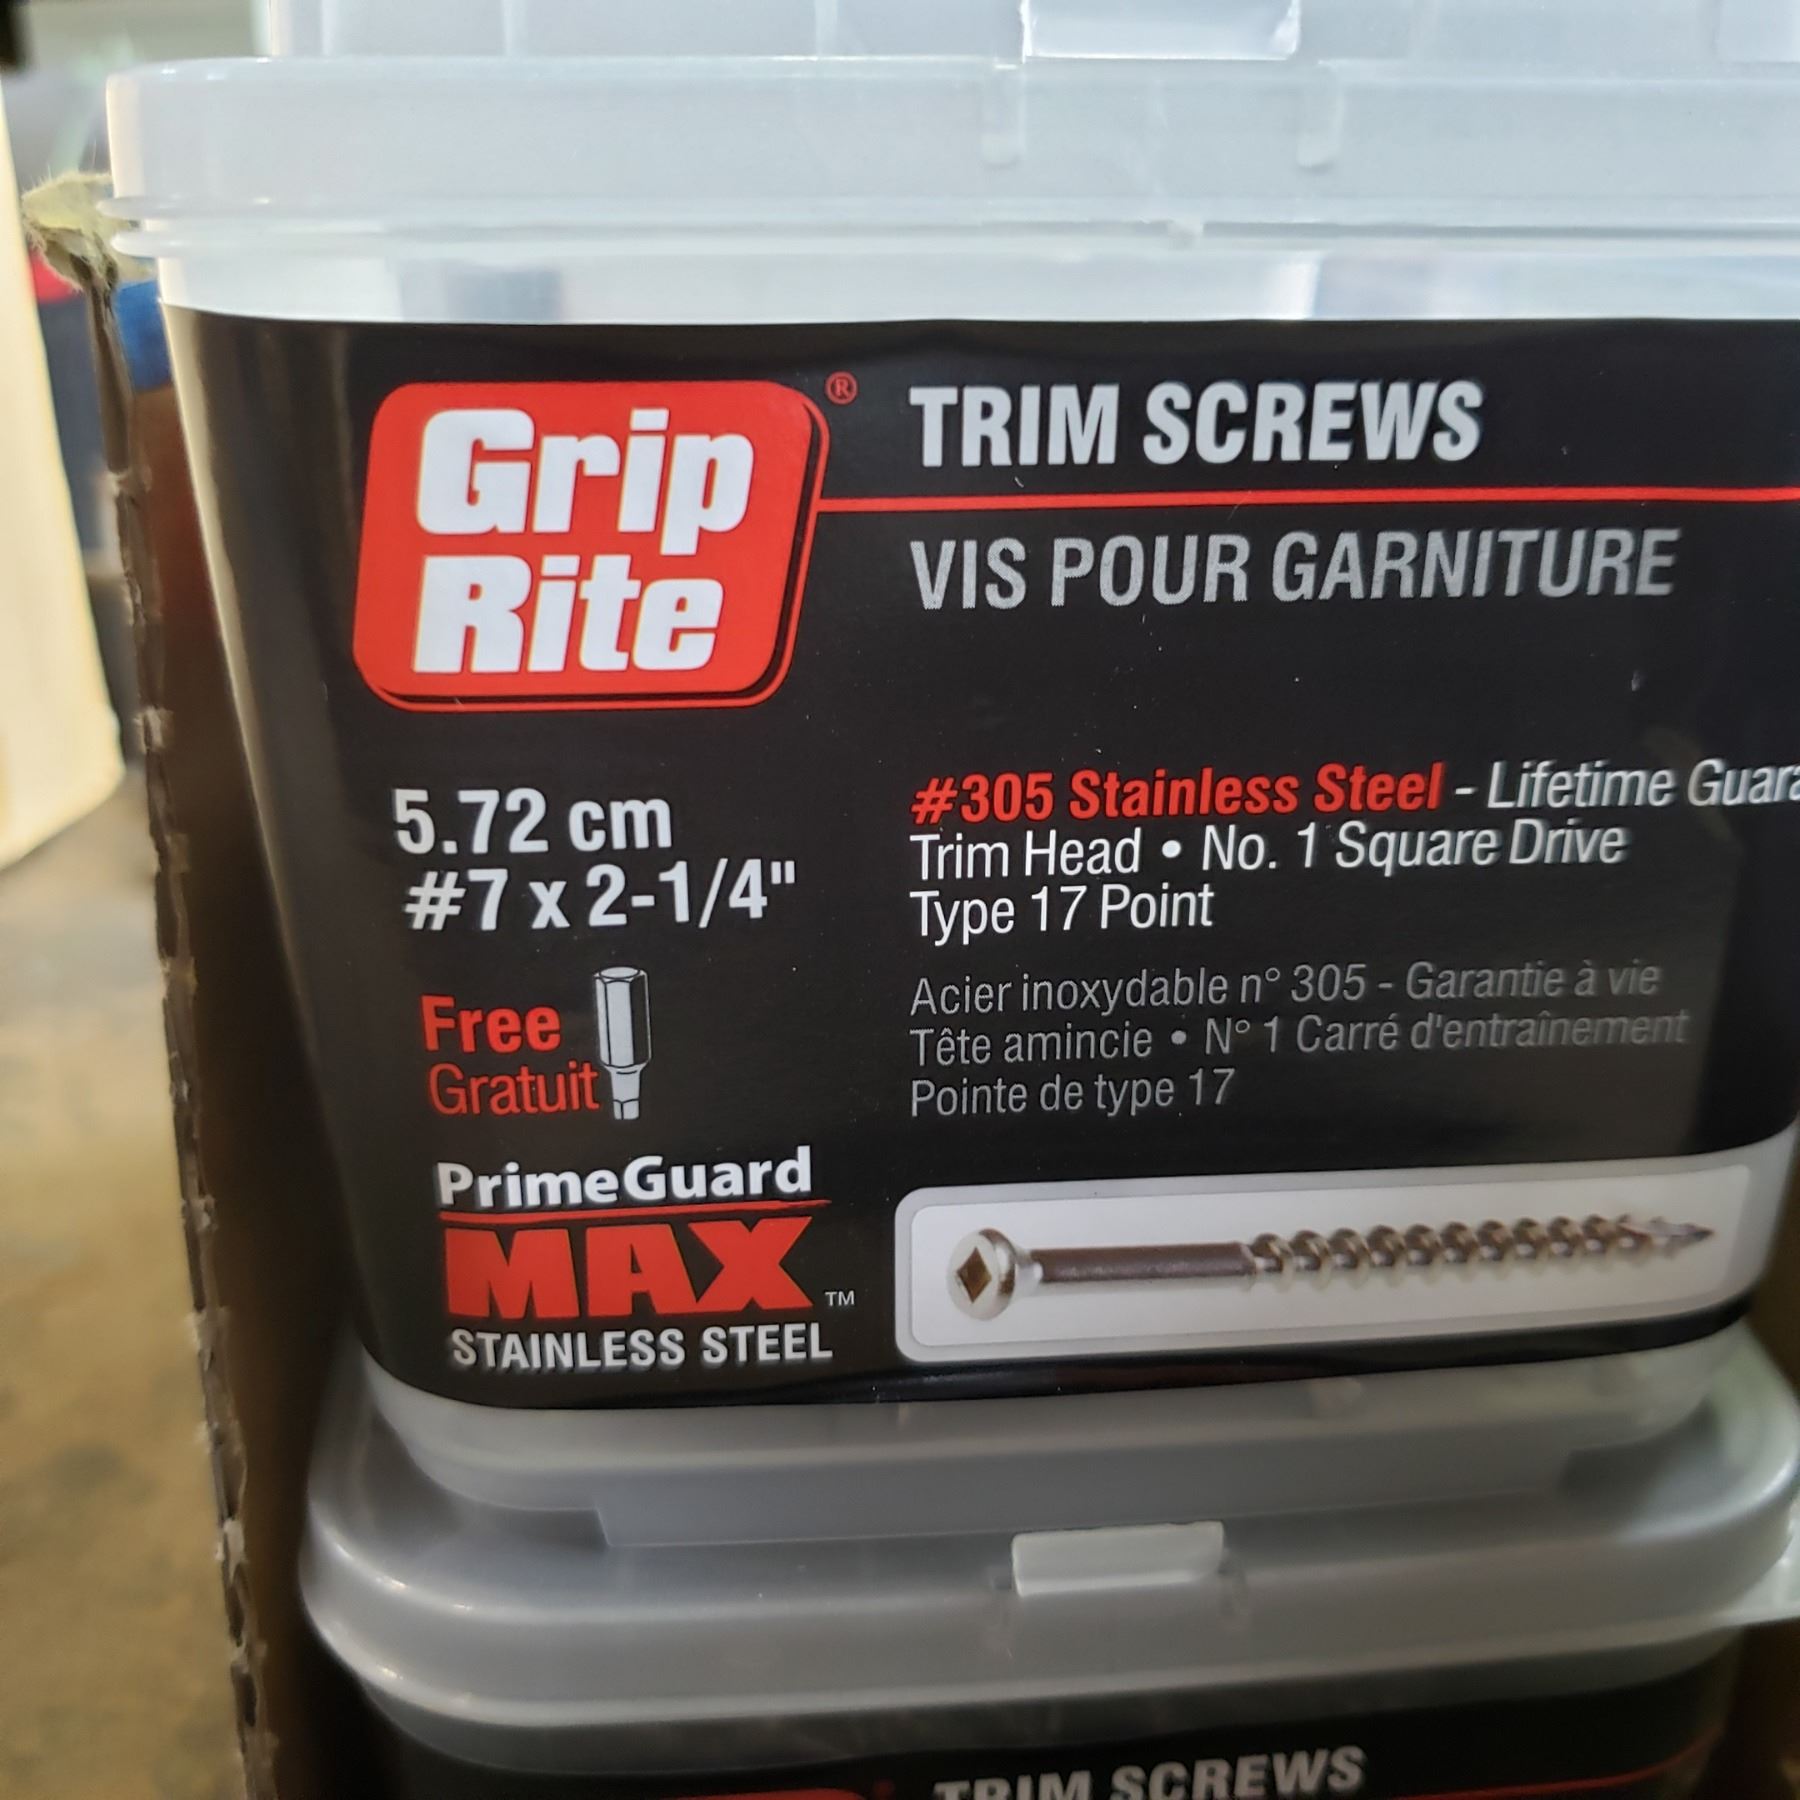 Grip
Rite
®
TRIM SCREWS
VIS POUR GARNITURE
5.72 cm
#7 x 2-1/4"
Free
Gratuit
PrimeGuard
MAX
TM
STAINLESS STEEL
#305 Stainless Steel - Lifetime Guara
Trim Head • No. 1 Square Drive
Type 17 Point
Acier inoxydable n° 305 - Garantie à vie
Tête amincie • N° 1 Carré d'entraînement
Pointe de type 17
TRIM SCREWS